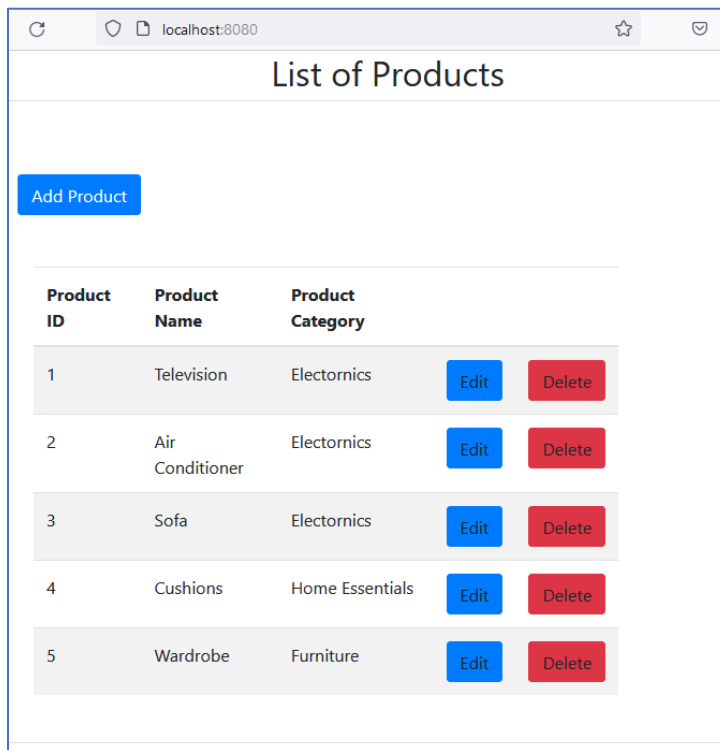 localhost:8080
List of Products
Add Product
Product ID Product Name Product Category
1 Television Electornics Edit Delete
2 Air Conditioner Electornics Edit Delete
3 Sofa Electornics Edit Delete
4 Cushions Home Essentials Edit Delete
5 Wardrobe Furniture Edit Delete